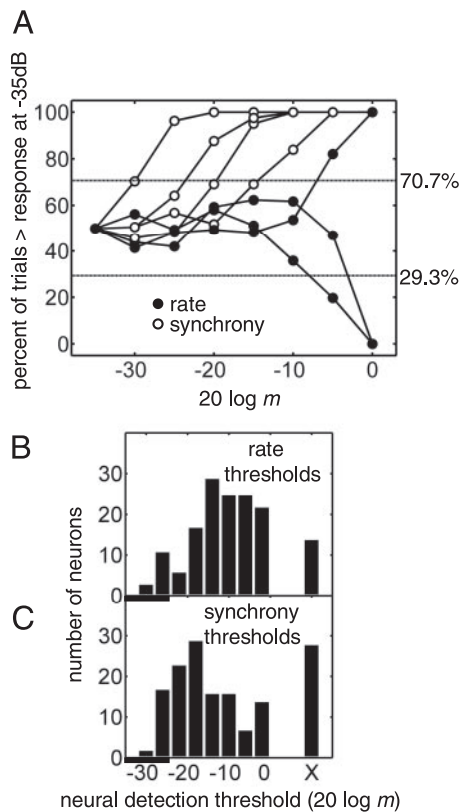 A
percent of trials > response at -35dB
100
80
60
40
20
0
70.7%
29.3%
rate
synchrony
-30
-20
-10
0
20 log m
B
rate
thresholds
30
20
10
0
number of neurons
C
synchrony
thresholds
30
20
10
0
-30
-20
-10
0
X
neural detection threshold (20 log m)